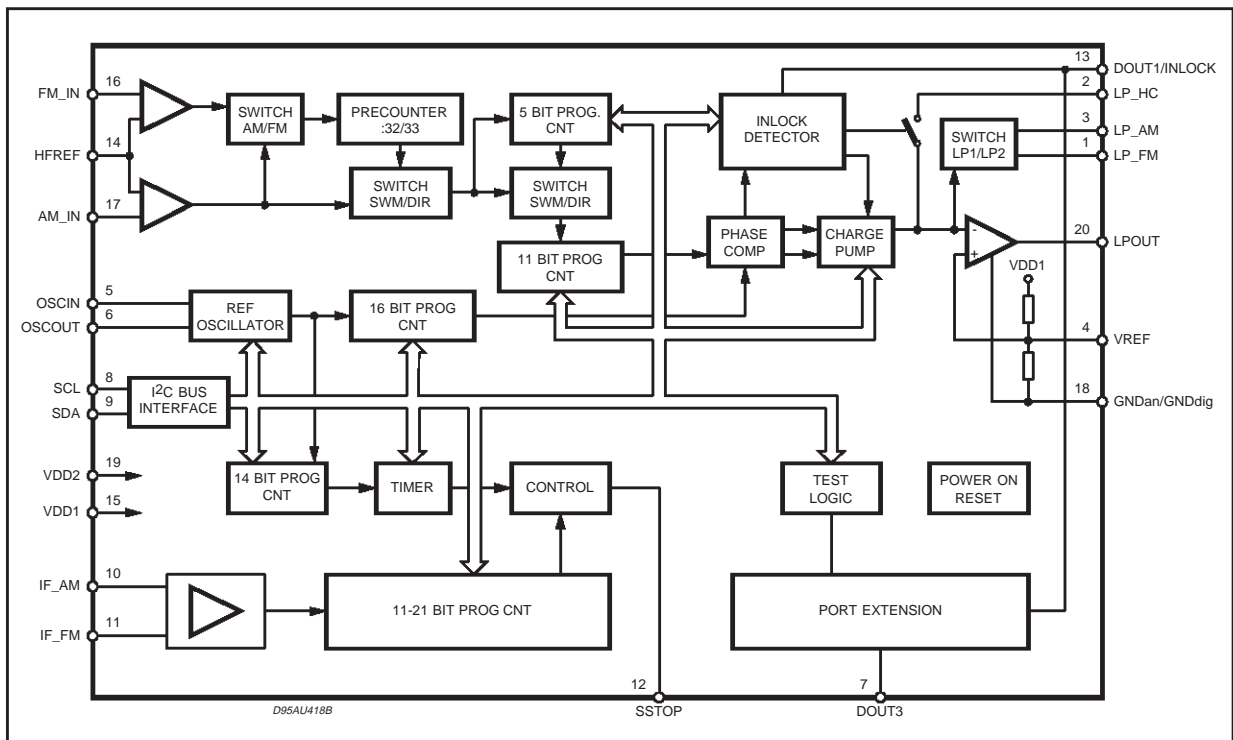 13
DOUT1/INLOCK
16
FM_IN
2
LP_HC
SWITCH
AM/FM
PRECOUNTER
:32/33
5 BIT PROG.
CNT
INLOCK
DETECTOR
3
LP_AM
SWITCH
LP1/LP2
14
HFREF
1
LP_FM
SWITCH
SWM/DIR
SWITCH
SWM/DIR
17
AM_IN
PHASE
COMP
CHARGE
PUMP
-
+
20
LPOUT
11 BIT PROG
CNT
VDD1
5
OSCIN
REF
OSCILLATOR
16 BIT PROG
CNT
6
OSCOUT
4
VREF
8
SCL
I2C BUS
INTERFACE
9
SDA
18
GNDan/GNDdig
19
VDD2
14 BIT PROG
CNT
TIMER
CONTROL
TEST
LOGIC
POWER ON
RESET
15
VDD1
10
IF_AM
11-21 BIT PROG CNT
PORT EXTENSION
11
IF_FM
12
7
D95AU418B
SSTOP
DOUT3